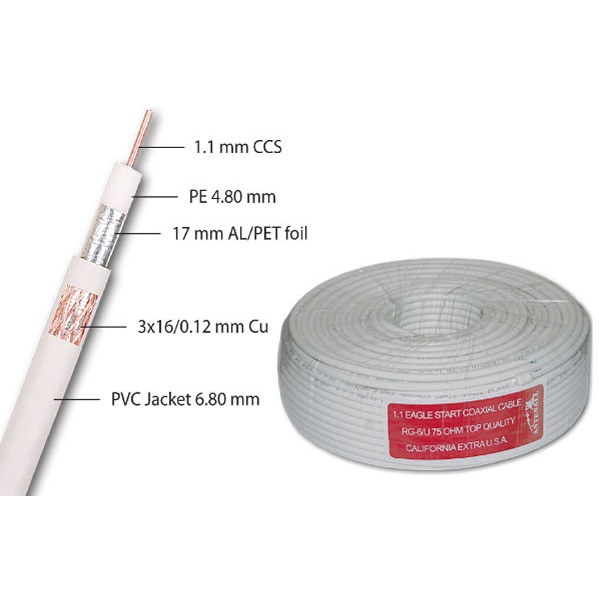 1.1 mm CCS
PE 4.80 mm
17 mm AL/PET foil
3x16/0.12 mm Cu
PVC Jacket 6.80 mm
1.1 EAGLE START COAXIAL CABLE
RG-6/U 75 OHM TOP QUALITY
CALIFORNIA EXTRA U.S.A.